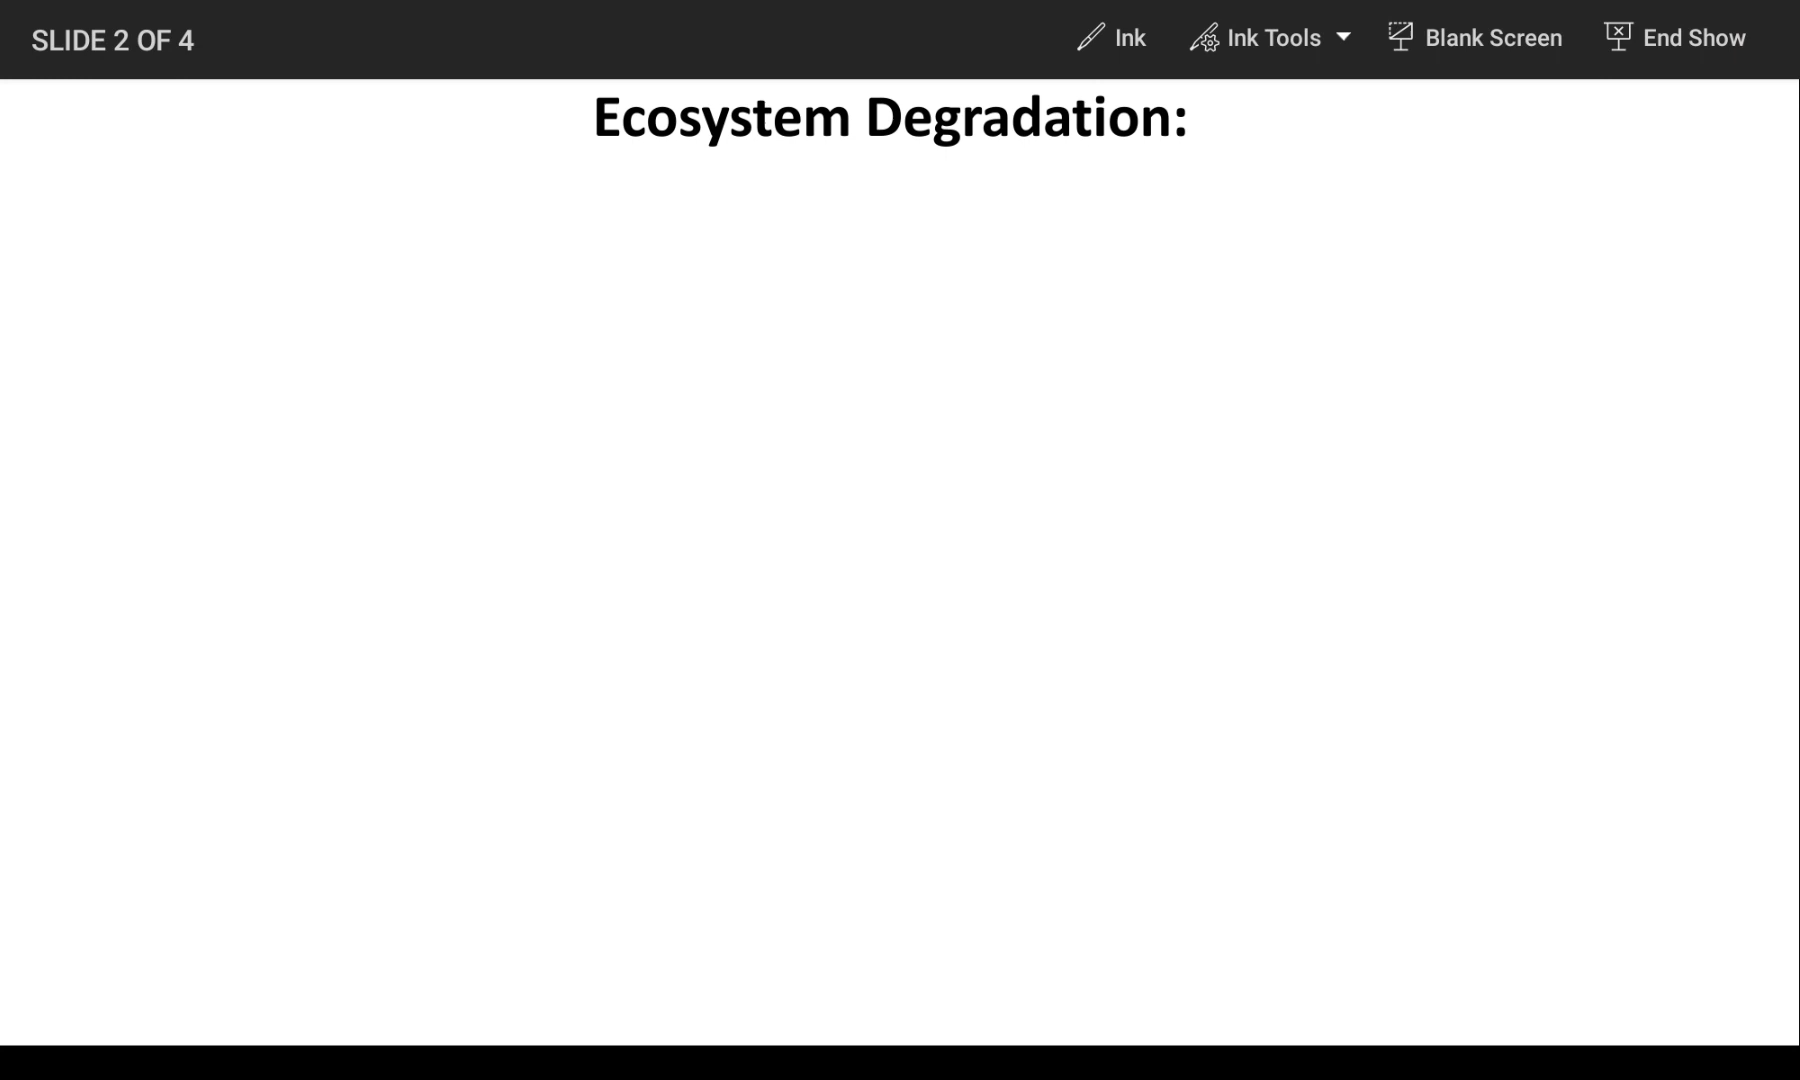 SLIDE 2 OF 4
Ink
Ink Tools
Blank Screen
End Show
Ecosystem Degradation: